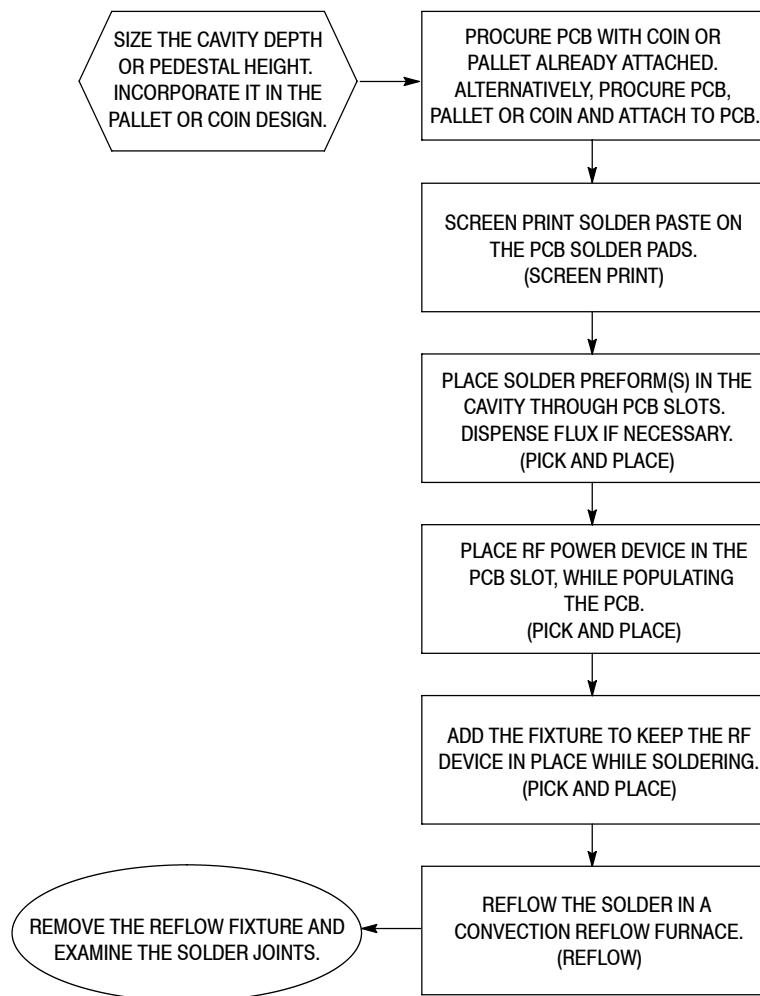 SIZE THE CAVITY DEPTH
OR PEDESTAL HEIGHT.
INCORPORATE IT IN THE
PALLET OR COIN DESIGN.
PROCURE PCB WITH COIN OR
PALLET ALREADY ATTACHED.
ALTERNATIVELY, PROCURE PCB,
PALLET OR COIN AND ATTACH TO PCB.
SCREEN PRINT SOLDER PASTE ON
THE PCB SOLDER PADS.
(SCREEN PRINT)
PLACE SOLDER PREFORM(S) IN THE
CAVITY THROUGH PCB SLOTS.
DISPENSE FLUX IF NECESSARY.
(PICK AND PLACE)
PLACE RF POWER DEVICE IN THE
PCB SLOT, WHILE POPULATING
THE PCB.
(PICK AND PLACE)
ADD THE FIXTURE TO KEEP THE RF
DEVICE IN PLACE WHILE SOLDERING.
(PICK AND PLACE)
REFLOW THE SOLDER IN A
CONVECTION REFLOW FURNACE.
(REFLOW)
REMOVE THE REFLOW FIXTURE AND
EXAMINE THE SOLDER JOINTS.